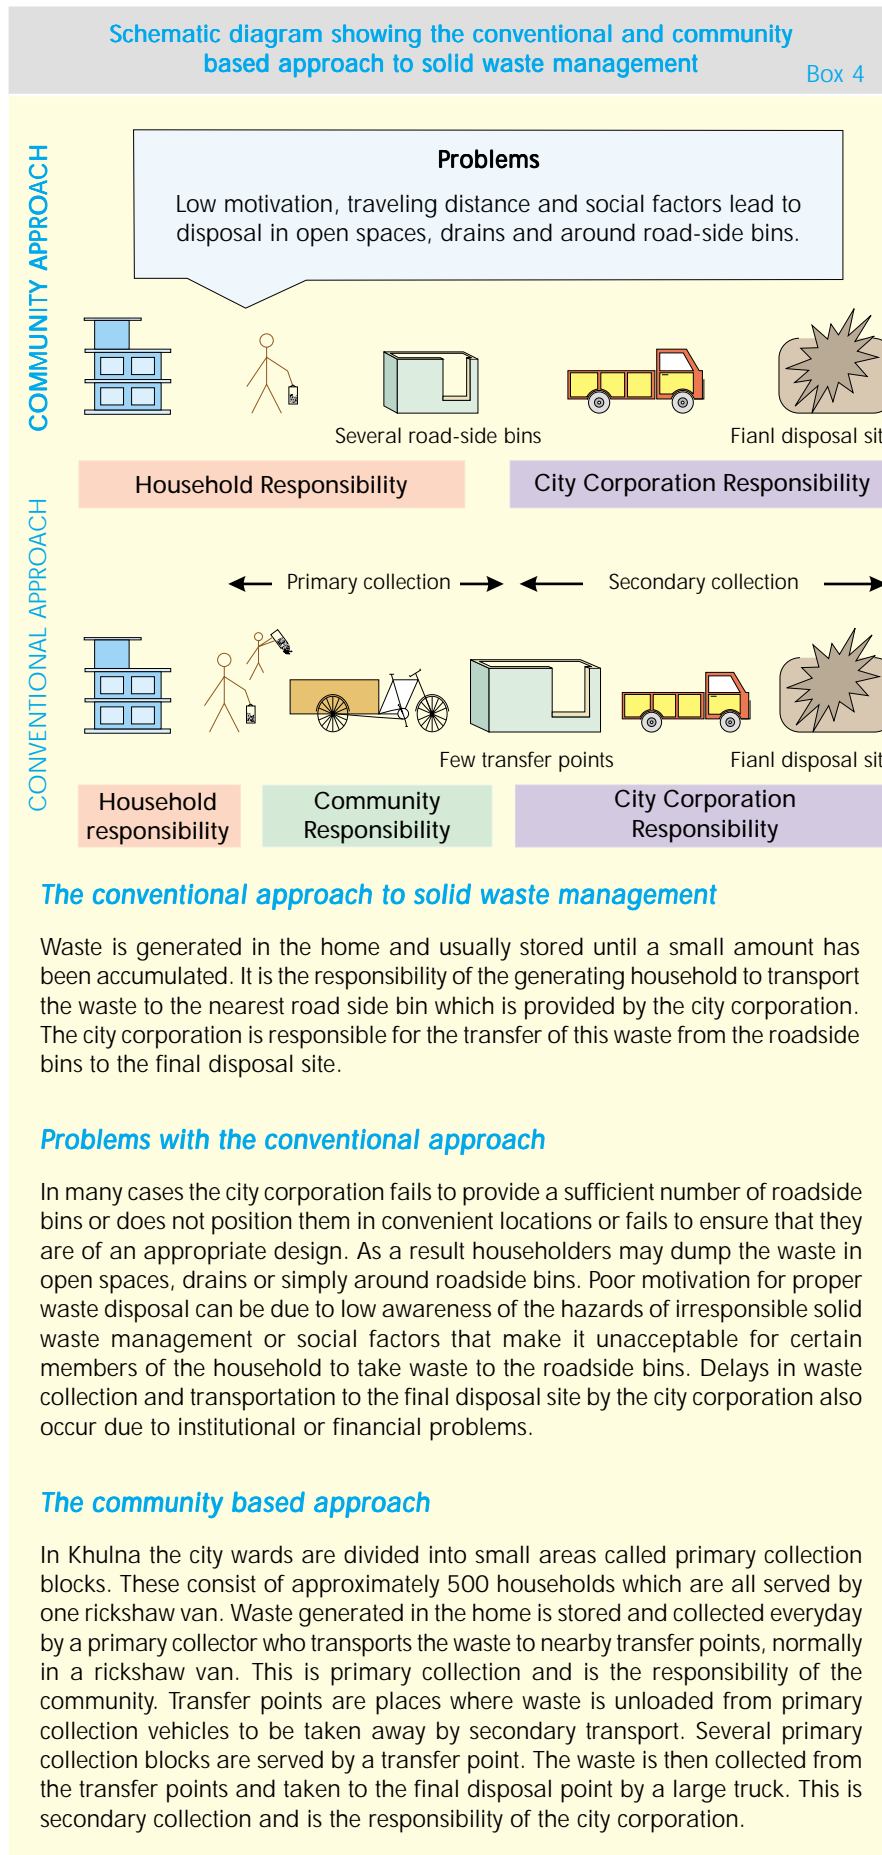 Schematic diagram showing the conventional and community
based approach to solid waste management
Box 4
COMMUNITY APPROACH
Problems
Low motivation, traveling distance and social factors lead to
disposal in open spaces, drains and around road-side bins.
Several road-side bins
Fianl disposal sit
Household Responsibility
City Corporation Responsibility
CONVENTIONAL APPROACH
Primary collection
Secondary collection
Few transfer points
Fianl disposal sit
Household
responsibility
Community
Responsibility
City Corporation
Responsibility
The conventional approach to solid waste management
Waste is generated in the home and usually stored until a small amount has
been accumulated. It is the responsibility of the generating household to transport
the waste to the nearest road side bin which is provided by the city corporation.
The city corporation is responsible for the transfer of this waste from the roadside
bins to the final disposal site.
Problems with the conventional approach
In many cases the city corporation fails to provide a sufficient number of roadside
bins or does not position them in convenient locations or fails to ensure that they
are of an appropriate design. As a result householders may dump the waste in
open spaces, drains or simply around roadside bins. Poor motivation for proper
waste disposal can be due to low awareness of the hazards of irresponsible solid
waste management or social factors that make it unacceptable for certain
members of the household to take waste to the roadside bins. Delays in waste
collection and transportation to the final disposal site by the city corporation also
occur due to institutional or financial problems.
The community based approach
In Khulna the city wards are divided into small areas called primary collection
blocks. These consist of approximately 500 households which are all served by
one rickshaw van. Waste generated in the home is stored and collected everyday
by a primary collector who transports the waste to nearby transfer points, normally
in a rickshaw van. This is primary collection and is the responsibility of the
community. Transfer points are places where waste is unloaded from primary
collection vehicles to be taken away by secondary transport. Several primary
collection blocks are served by a transfer point. The waste is then collected from
the transfer points and taken to the final disposal point by a large truck. This is
secondary collection and is the responsibility of the city corporation.